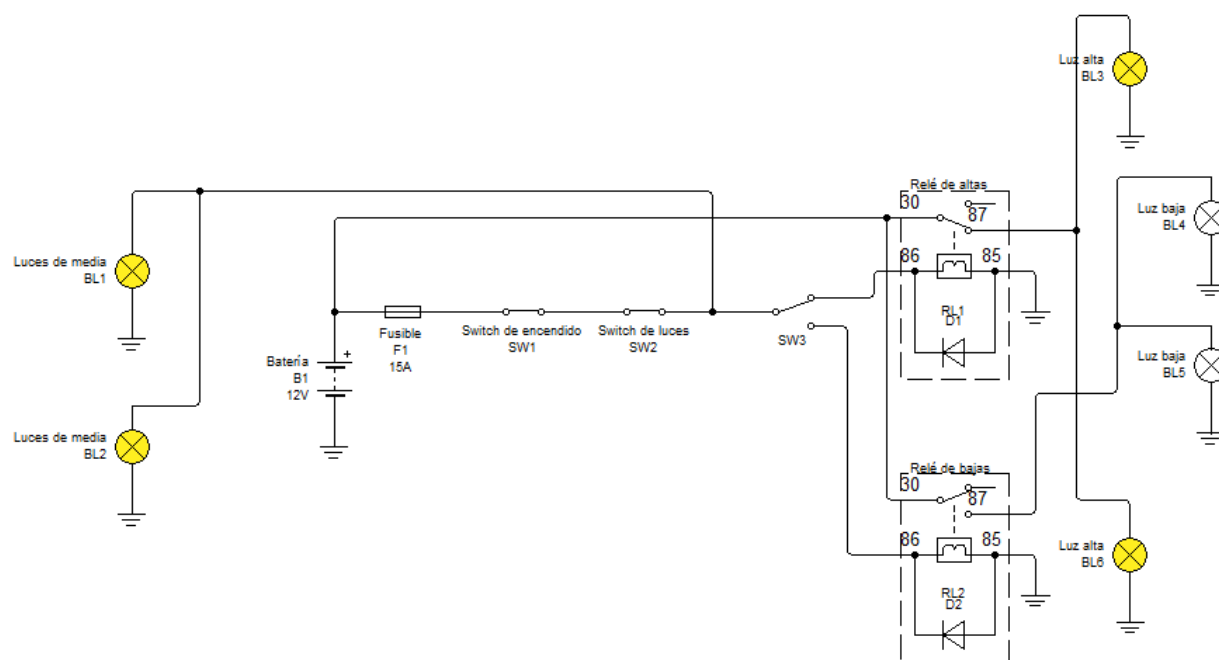 Luz alta
BL3
Relé de altas
30
87
Luz baja
BL4
Luces de media
BL1
86
85
RL1
D1
Fusible
F1
15A
Switch de encendido
SW1
Switch de luces
SW2
SW3
Luz baja
BL5
Batería
B1
12V
+
Luces de media
BL2
Relé de bajas
30
87
86
85
Luz alta
BL6
RL2
D2